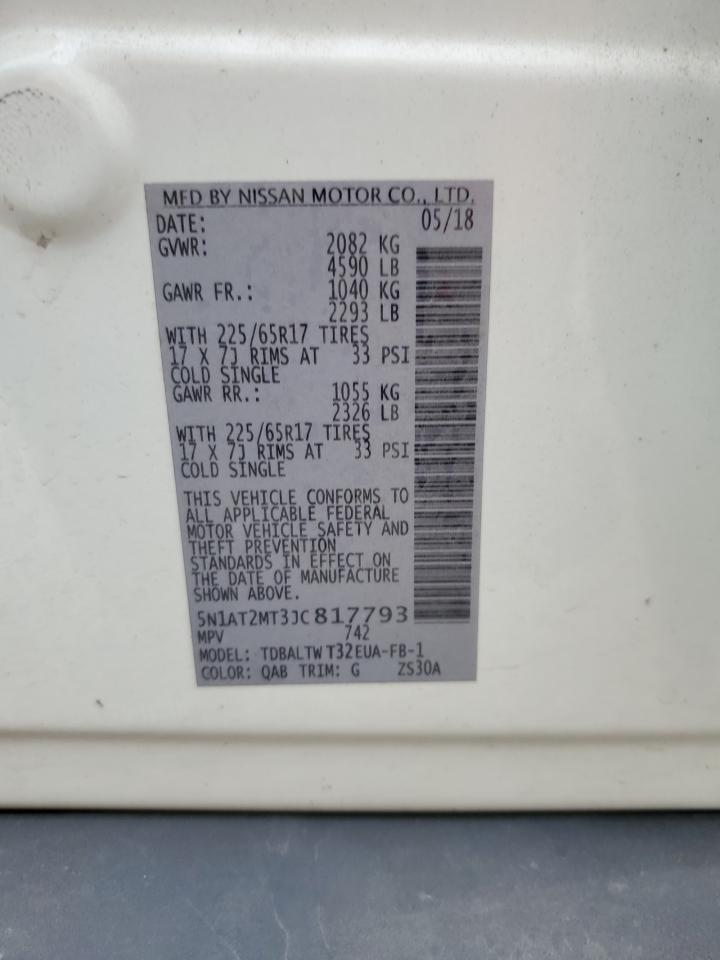 MFD BY NISSAN MOTOR CO., LTD.
DATE: 05/18
GVWR: 2082 KG
4590 LB
GAWR FR.: 1040 KG
2293 LB
WITH 225/65R17 TIRES
17 X 7J RIMS AT 33 PSI
COLD SINGLE
GAWR RR.: 1055 KG
2326 LB
WITH 225/65R17 TIRES
17 X 7J RIMS AT 33 PSI
COLD SINGLE
THIS VEHICLE CONFORMS TO
ALL APPLICABLE FEDERAL
MOTOR VEHICLE SAFETY AND
THEFT PREVENTION
STANDARDS IN EFFECT ON
THE DATE OF MANUFACTURE
SHOWN ABOVE.
5N1AT2MT3JC817793
MPV 742
MODEL: TDBALTW T32EUA-FB-1
COLOR: QAB TRIM: G ZS30A